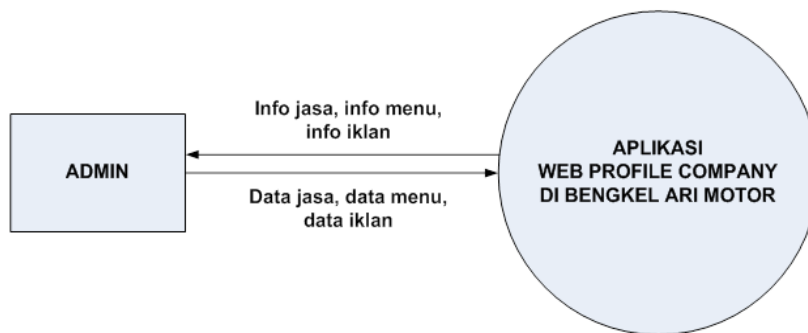 Info jasa, info menu,
info iklan
ADMIN
Data jasa, data menu,
data iklan
APLIKASI
WEB PROFILE COMPANY
DI BENGKEL ARI MOTOR